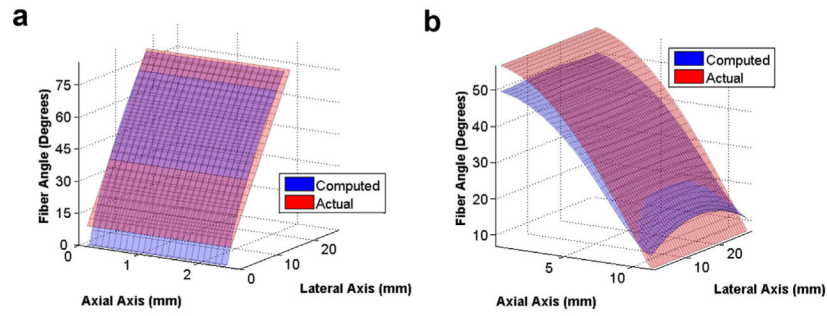 a
75
60
45
30
15
0
Fiber Angle (Degrees)
0
1
2
Axial Axis (mm)
0
10
20
Lateral Axis (mm)
Computed
Actual
b
50
40
30
20
10
Fiber Angle (Degrees)
5
10
Axial Axis (mm)
10
20
Lateral Axis (mm)
Computed
Actual